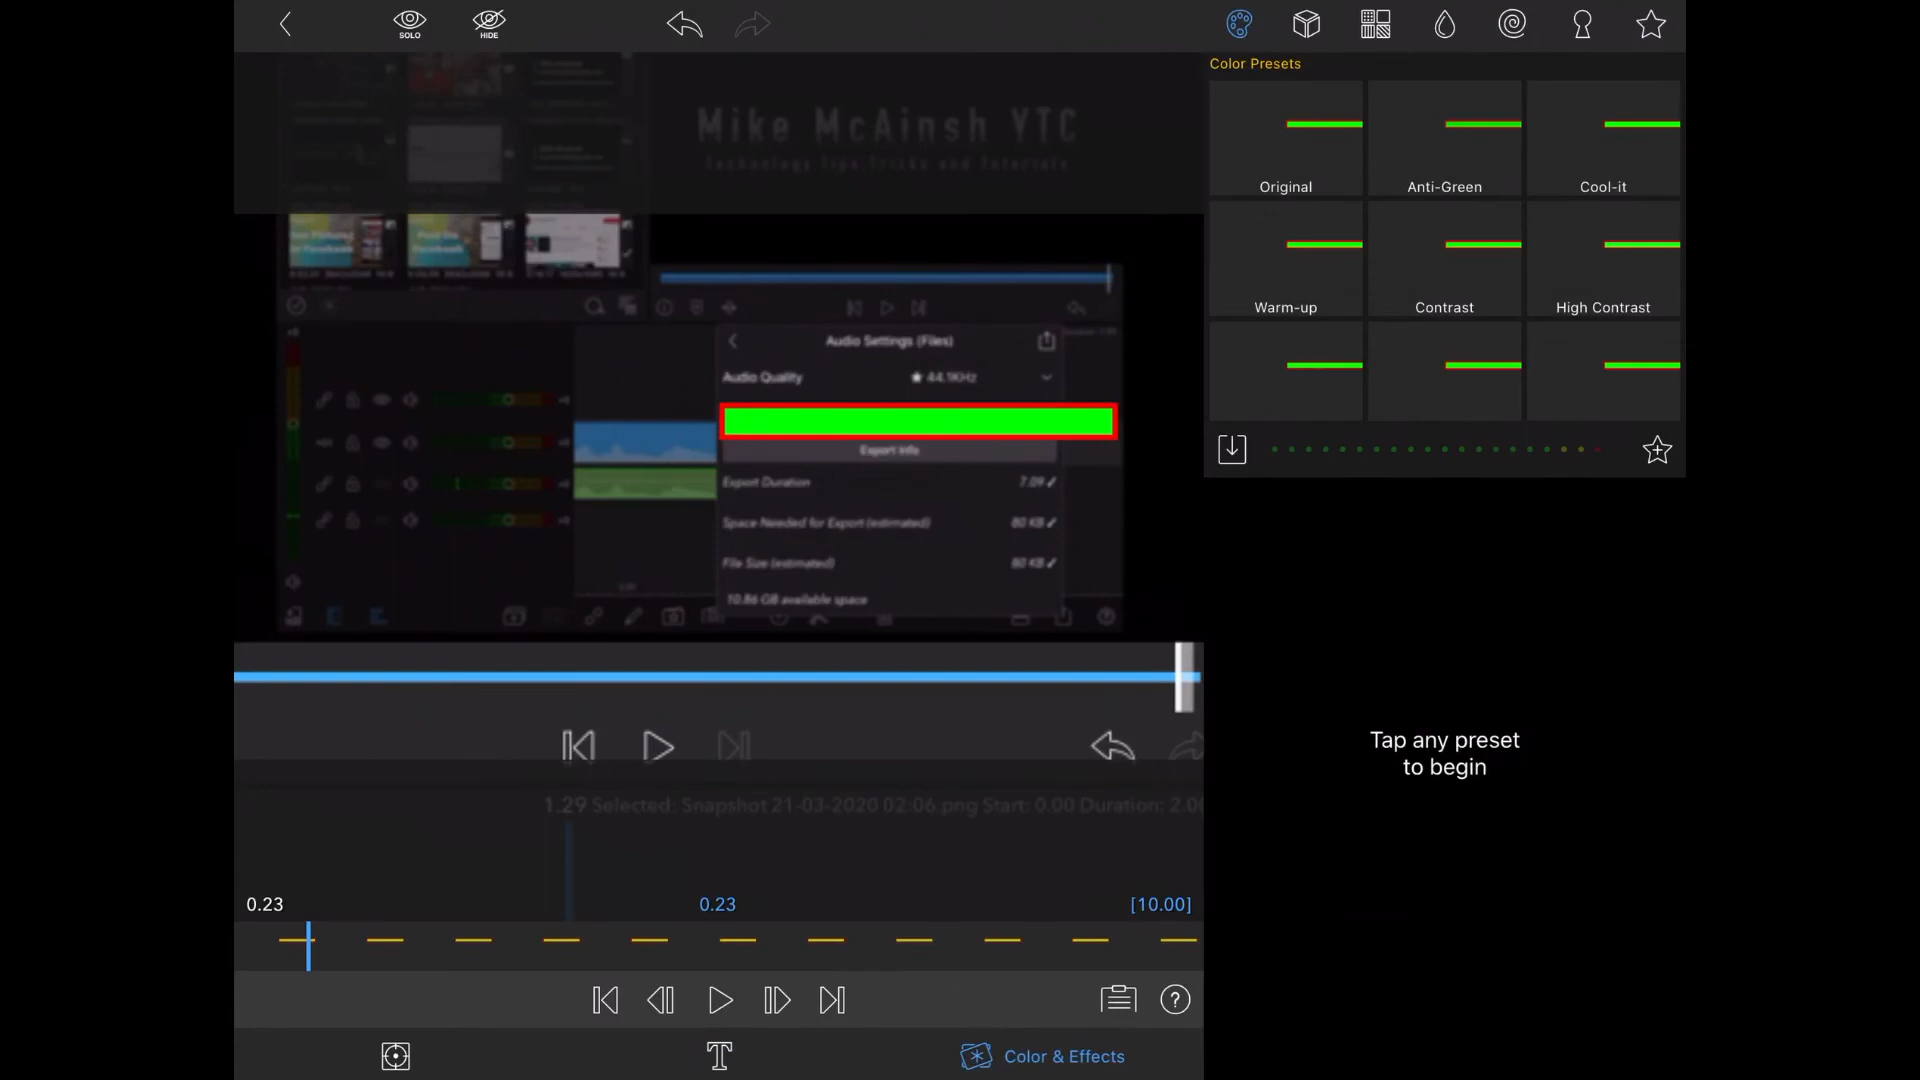 SOLO
HIDE
Color Presets
Mike McAinsh YTC
Technology Tips Tricks and Tutorials
Original
Anti-Green
Cool-it
Warm-up
Contrast
High Contrast
Audio Settings (Files)
Audio Quality ★ 44.1KHz
Export Info
Export Duration 7.09
Space Needed for Export (estimated) 80 KB
File Size (estimated) 80 KB
10.86 GB available space
Tap any preset
to begin
1.29 Selected: Snapshot 21-03-2020 02:06.png Start: 0.00 Duration: 2.00
0.23
0.23
[10.00]
Color & Effects